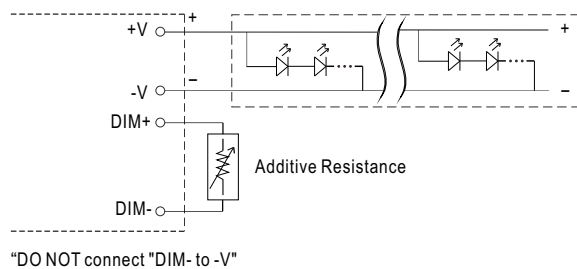 +V + +
-V − −
DIM+
Additive Resistance
DIM-
“DO NOT connect "DIM- to -V"